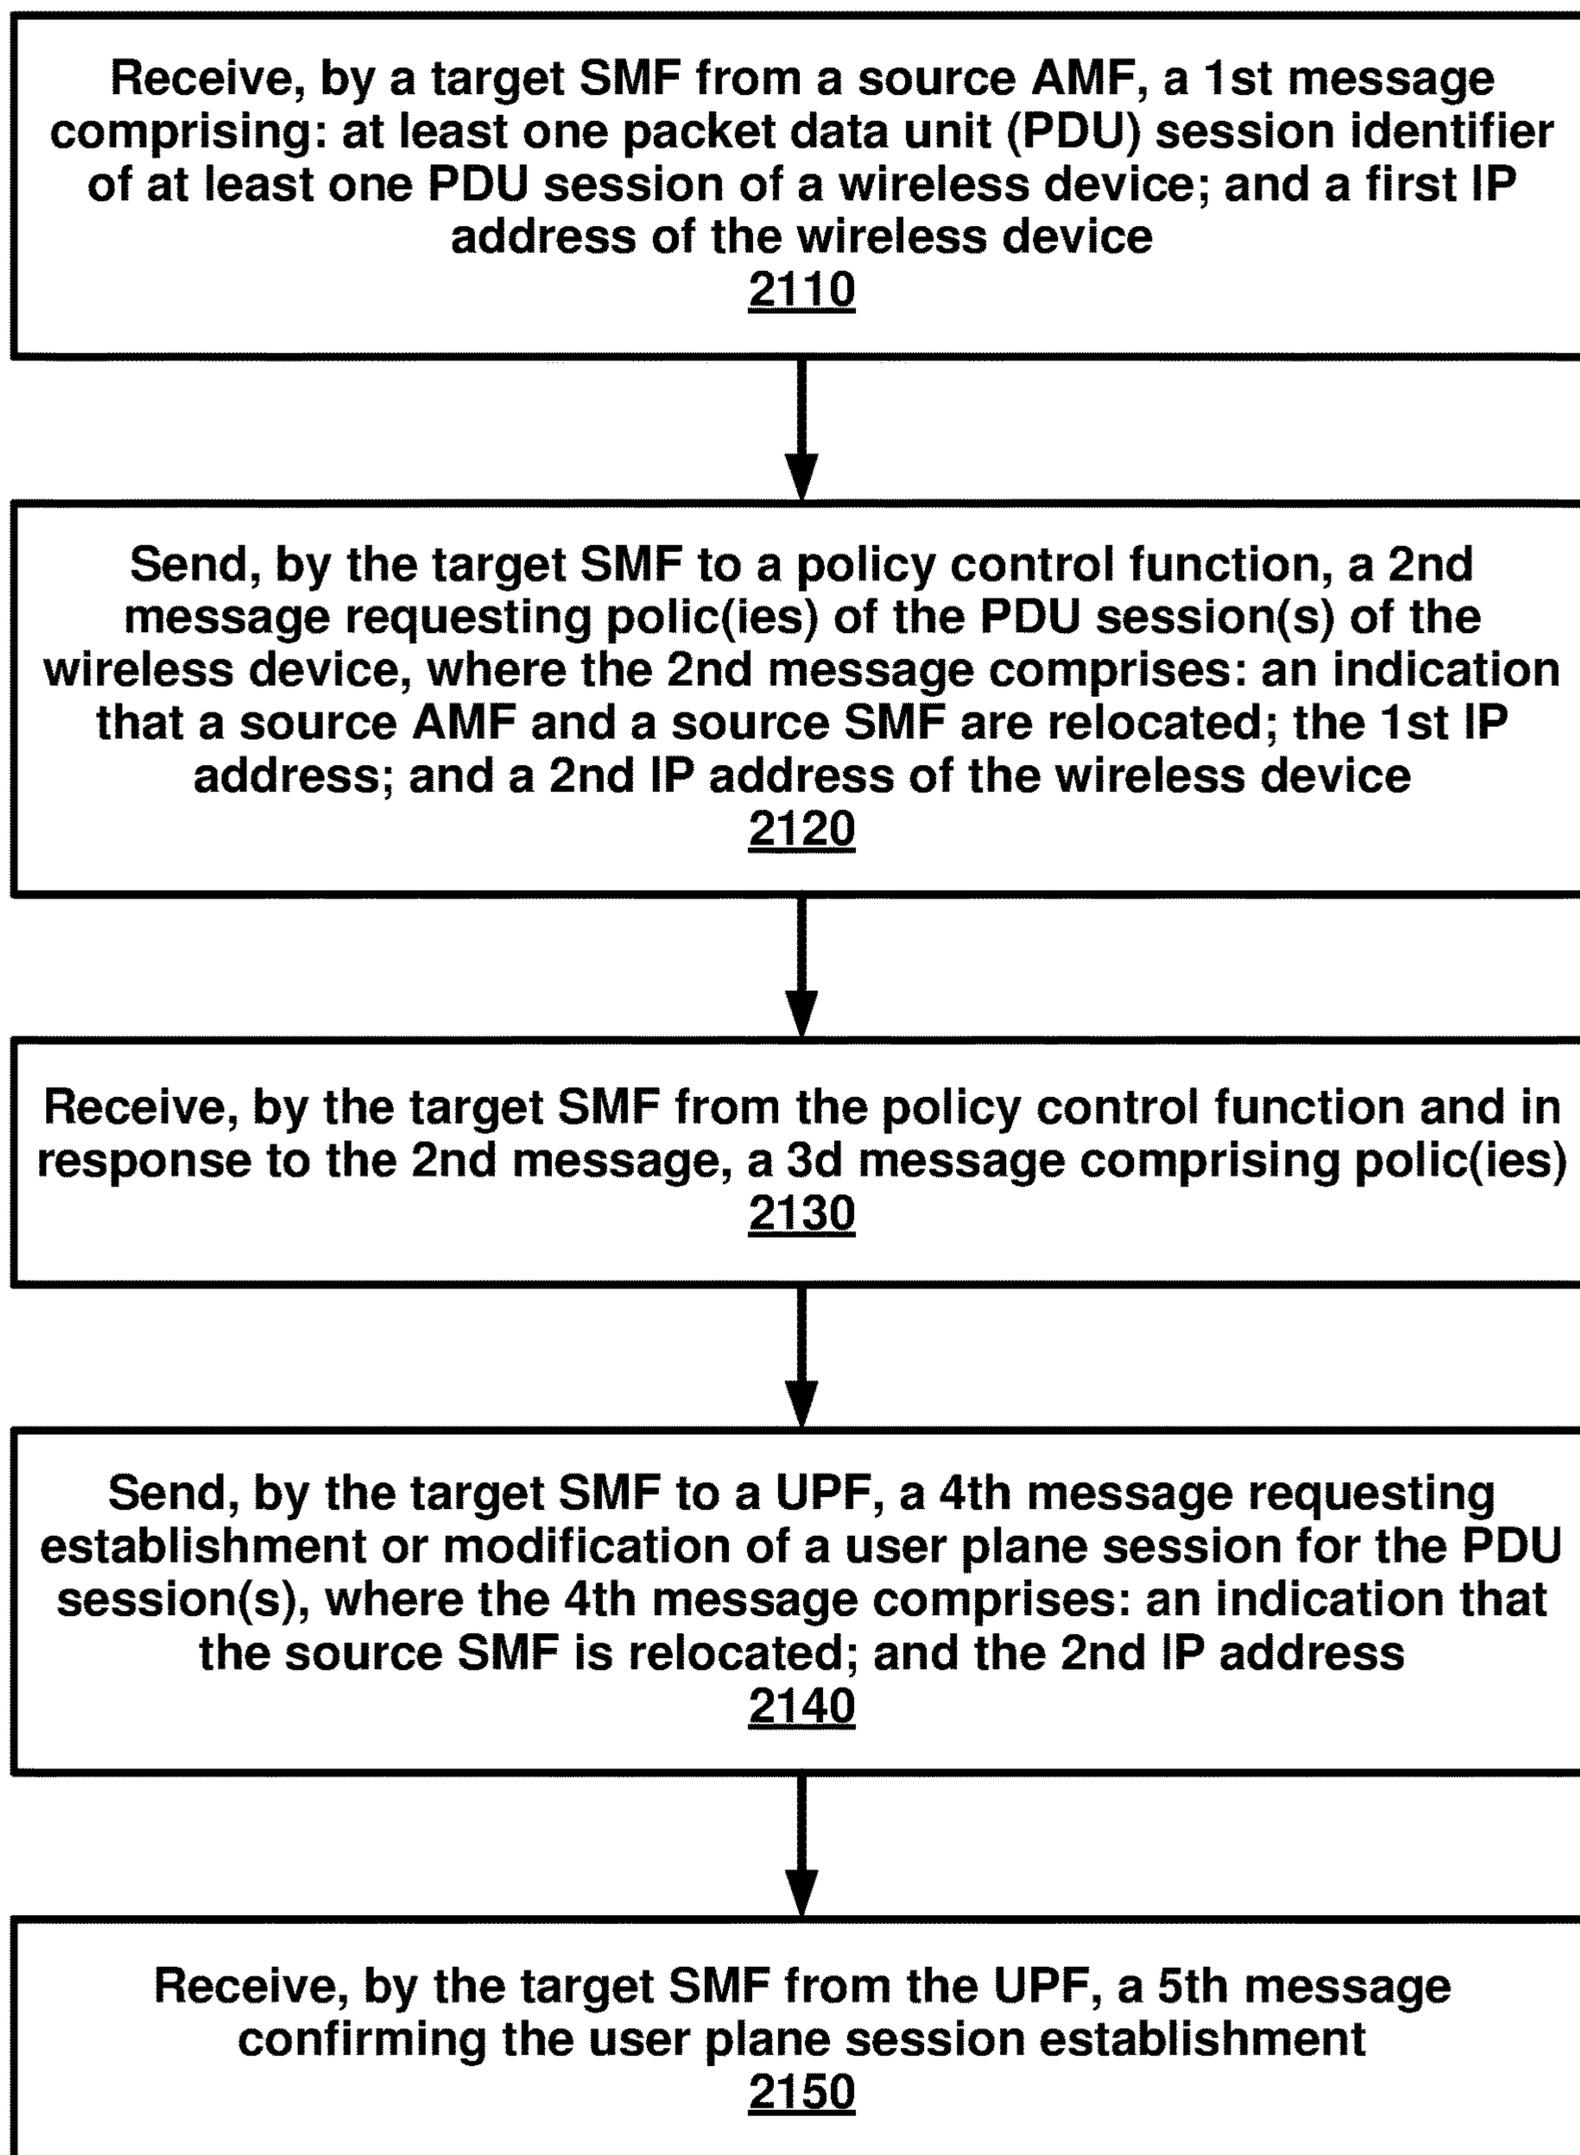 Receive, by a target SMF from a source AMF, a 1st message
comprising: at least one packet data unit (PDU) session identifier
of at least one PDU session of a wireless device; and a first IP
address of the wireless device
2110
Send, by the target SMF to a policy control function, a 2nd
message requesting polic(ies) of the PDU session(s) of the
wireless device, where the 2nd message comprises: an indication
that a source AMF and a source SMF are relocated; the 1st IP
address; and a 2nd IP address of the wireless device
2120
Receive, by the target SMF from the policy control function and in
response to the 2nd message, a 3d message comprising polic(ies)
2130
Send, by the target SMF to a UPF, a 4th message requesting
establishment or modification of a user plane session for the PDU
session(s), where the 4th message comprises: an indication that
the source SMF is relocated; and the 2nd IP address
2140
Receive, by the target SMF from the UPF, a 5th message
confirming the user plane session establishment
2150